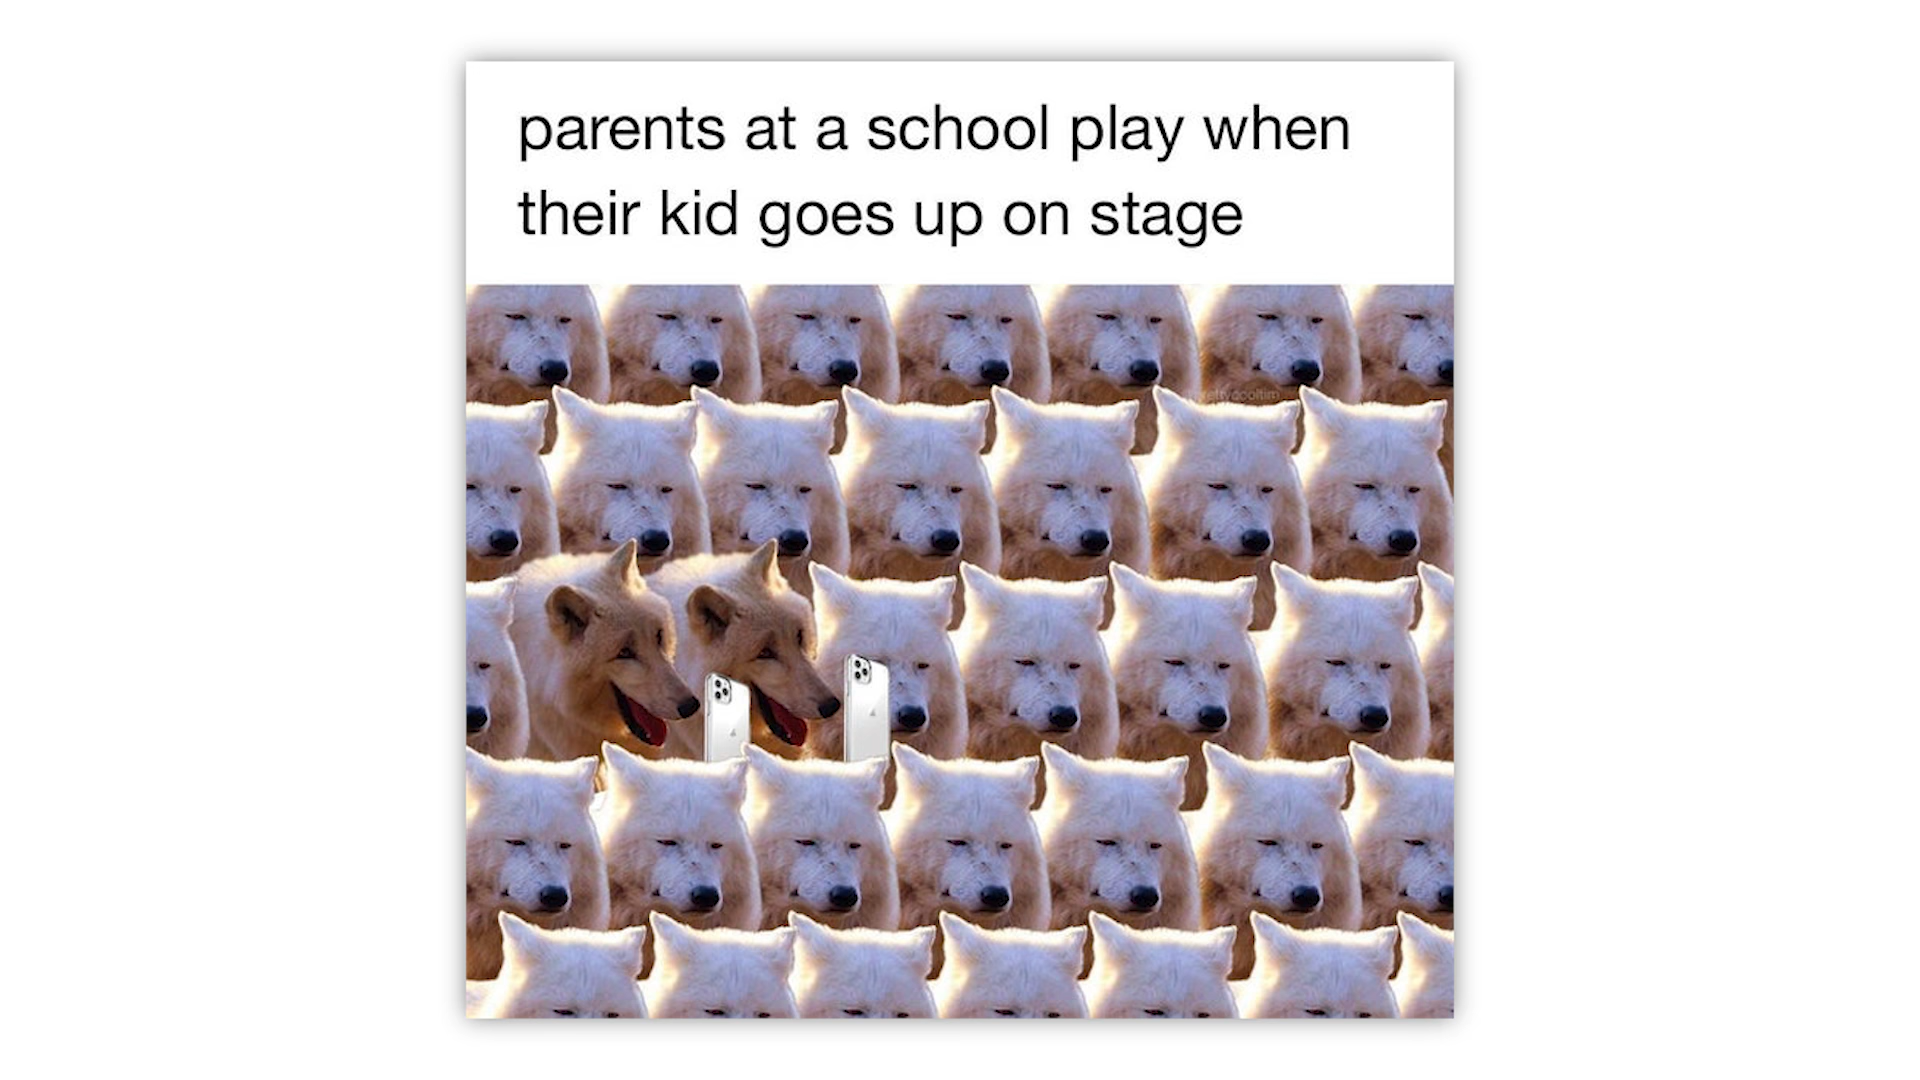 parents at a school play when
their kid goes up on stage